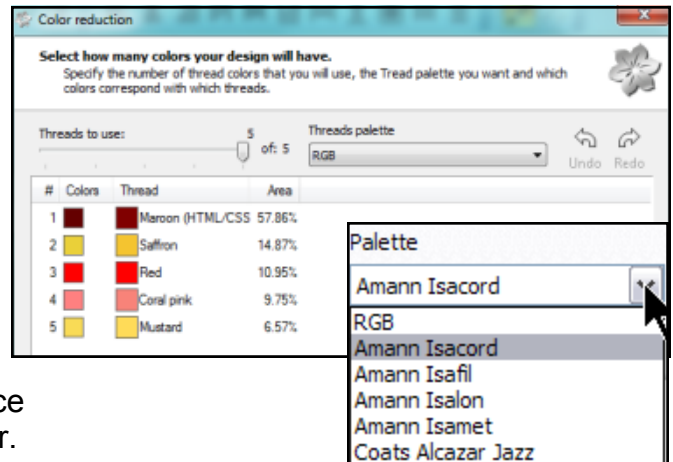 Color reduction
Select how many colors your design will have.
Specify the number of thread colors that you will use, the Tread palette you want and which
colors correspond with which threads.
Threads to use:
5
of: 5
Threads palette
RGB
Undo Redo
# Colors Thread Area
1 Maroon (HTML/CSS 57.86%
2 Saffron 14.87%
3 Red 10.95%
4 Coral pink 9.75%
5 Mustard 6.57%
Palette
Amann Isacord
RGB
Amann Isacord
Amann Isafil
Amann Isalon
Amann Isamet
Coats Alcazar Jazz